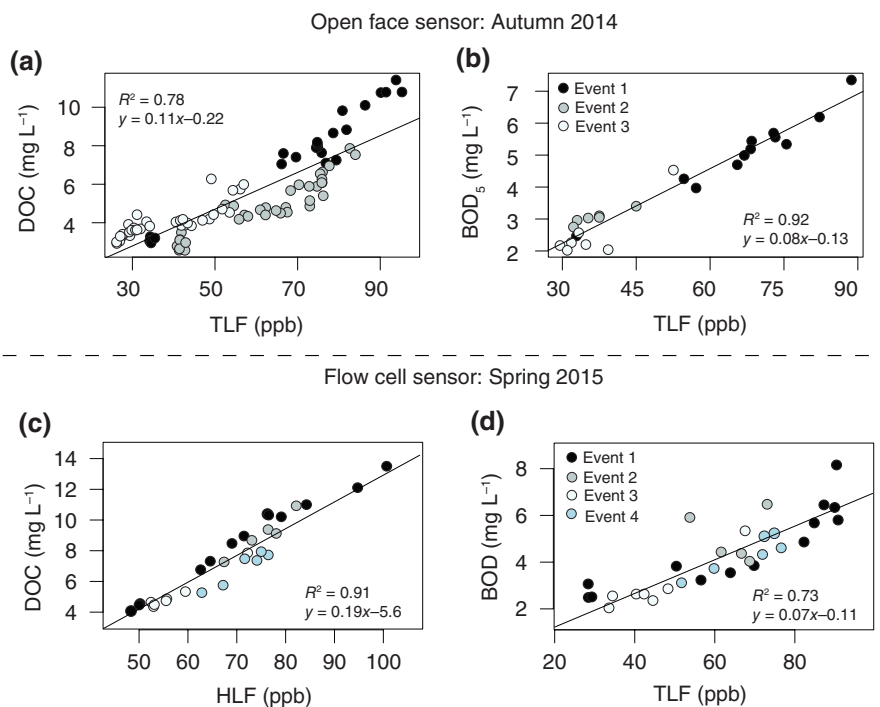 Open face sensor: Autumn 2014
(a)
R² = 0.78
y = 0.11x–0.22
DOC (mg L⁻¹)
10
8
6
4
30
50
70
90
TLF (ppb)
(b)
Event 1
Event 2
Event 3
R² = 0.92
y = 0.08x–0.13
BOD₅ (mg L⁻¹)
7
6
5
4
3
2
30
45
60
75
90
TLF (ppb)
Flow cell sensor: Spring 2015
(c)
R² = 0.91
y = 0.19x–5.6
DOC (mg L⁻¹)
14
12
10
8
6
4
50
60
70
80
90
100
HLF (ppb)
(d)
Event 1
Event 2
Event 3
Event 4
R² = 0.73
y = 0.07x–0.11
BOD (mg L⁻¹)
8
6
4
2
20
40
60
80
TLF (ppb)